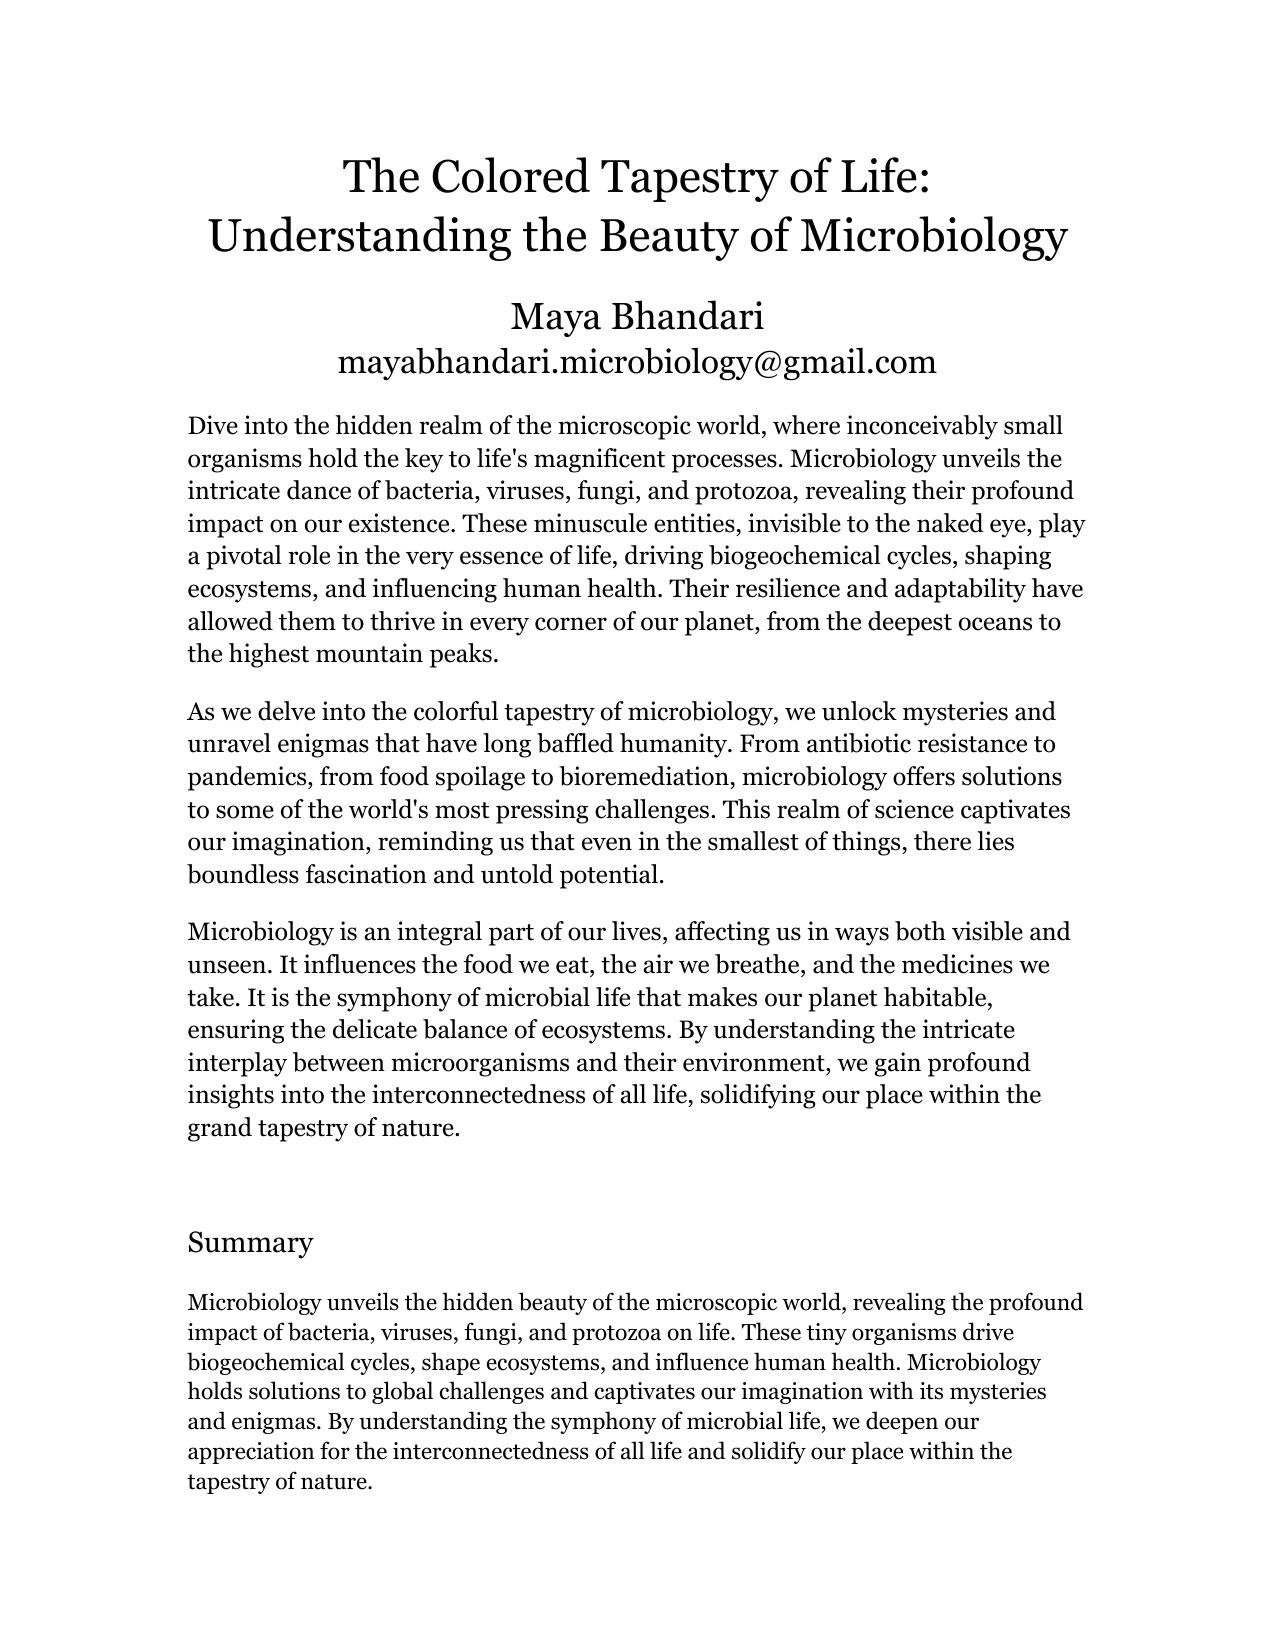 The Colored Tapestry of Life:
Understanding the Beauty of Microbiology
Maya Bhandari
mayabhandari.microbiology@gmail.com
Dive into the hidden realm of the microscopic world, where inconceivably small
organisms hold the key to life's magnificent processes. Microbiology unveils the
intricate dance of bacteria, viruses, fungi, and protozoa, revealing their profound
impact on our existence. These minuscule entities, invisible to the naked eye, play
a pivotal role in the very essence of life, driving biogeochemical cycles, shaping
ecosystems, and influencing human health. Their resilience and adaptability have
allowed them to thrive in every corner of our planet, from the deepest oceans to
the highest mountain peaks.
As we delve into the colorful tapestry of microbiology, we unlock mysteries and
unravel enigmas that have long baffled humanity. From antibiotic resistance to
pandemics, from food spoilage to bioremediation, microbiology offers solutions
to some of the world's most pressing challenges. This realm of science captivates
our imagination, reminding us that even in the smallest of things, there lies
boundless fascination and untold potential.
Microbiology is an integral part of our lives, affecting us in ways both visible and
unseen. It influences the food we eat, the air we breathe, and the medicines we
take. It is the symphony of microbial life that makes our planet habitable,
ensuring the delicate balance of ecosystems. By understanding the intricate
interplay between microorganisms and their environment, we gain profound
insights into the interconnectedness of all life, solidifying our place within the
grand tapestry of nature.
Summary
Microbiology unveils the hidden beauty of the microscopic world, revealing the profound
impact of bacteria, viruses, fungi, and protozoa on life. These tiny organisms drive
biogeochemical cycles, shape ecosystems, and influence human health. Microbiology
holds solutions to global challenges and captivates our imagination with its mysteries
and enigmas. By understanding the symphony of microbial life, we deepen our
appreciation for the interconnectedness of all life and solidify our place within the
tapestry of nature.